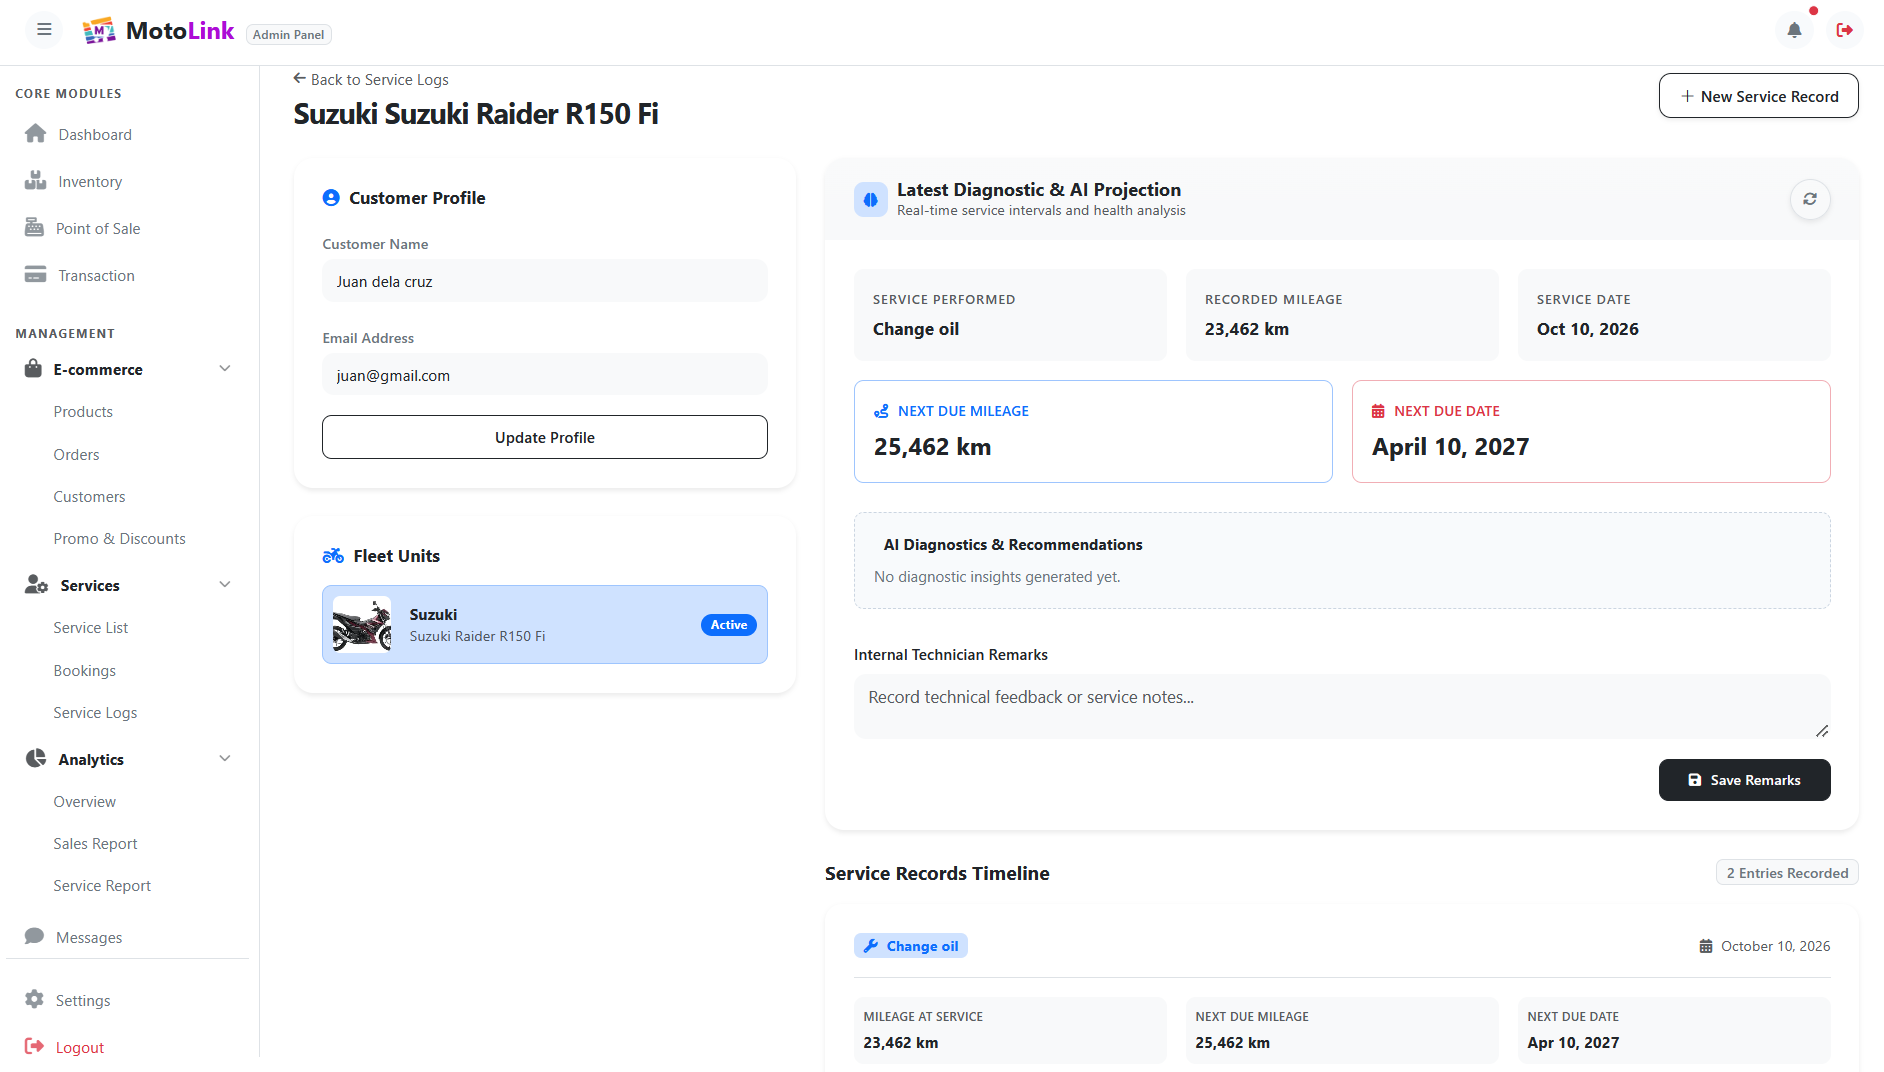 MotoLink
Admin Panel
CORE MODULES
Dashboard
Inventory
Point of Sale
Transaction
MANAGEMENT
E-commerce
Products
Orders
Customers
Promo & Discounts
Services
Service List
Bookings
Service Logs
Analytics
Overview
Sales Report
Service Report
Messages
Settings
Logout
Back to Service Logs
Suzuki Suzuki Raider R150 Fi
New Service Record
Customer Profile
Customer Name
Juan dela cruz
Email Address
juan@gmail.com
Update Profile
Fleet Units
Suzuki
Suzuki Raider R150 Fi
Active
Latest Diagnostic & AI Projection
Real-time service intervals and health analysis
SERVICE PERFORMED
Change oil
RECORDED MILEAGE
23,462 km
SERVICE DATE
Oct 10, 2026
NEXT DUE MILEAGE
25,462 km
NEXT DUE DATE
April 10, 2027
AI Diagnostics & Recommendations
No diagnostic insights generated yet.
Internal Technician Remarks
Record technical feedback or service notes...
Save Remarks
Service Records Timeline
2 Entries Recorded
Change oil
October 10, 2026
MILEAGE AT SERVICE
23,462 km
NEXT DUE MILEAGE
25,462 km
NEXT DUE DATE
Apr 10, 2027